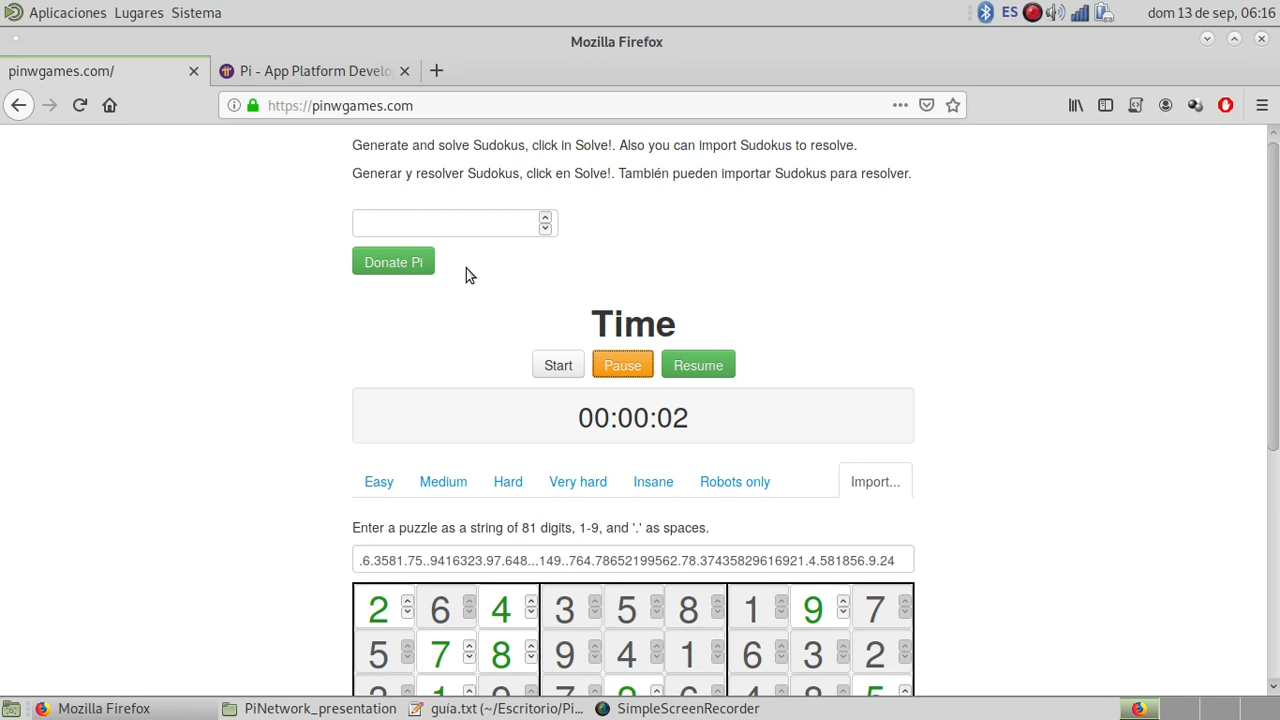 Aplicaciones Lugares Sistema ES dom 13 de sep, 06:16
Mozilla Firefox
pinwgames.com/ Pi - App Platform Develo
https://pinwgames.com
Generate and solve Sudokus, click in Solve!. Also you can import Sudokus to resolve.
Generar y resolver Sudokus, click en Solve!. También pueden importar Sudokus para resolver.
Donate Pi
Time
Start Pause Resume
00:00:02
Easy Medium Hard Very hard Insane Robots only Import...
Enter a puzzle as a string of 81 digits, 1-9, and '.' as spaces.
.6.3581.75..9416323.97.648...149..764.78652199562.78.37435829616921.4.581856.9.24
2 6 4 3 5 8 1 9 7
5 7 8 9 4 1 6 3 2
Mozilla Firefox PiNetwork_presentation guia.txt (~/Escritorio/Pi... SimpleScreenRecorder